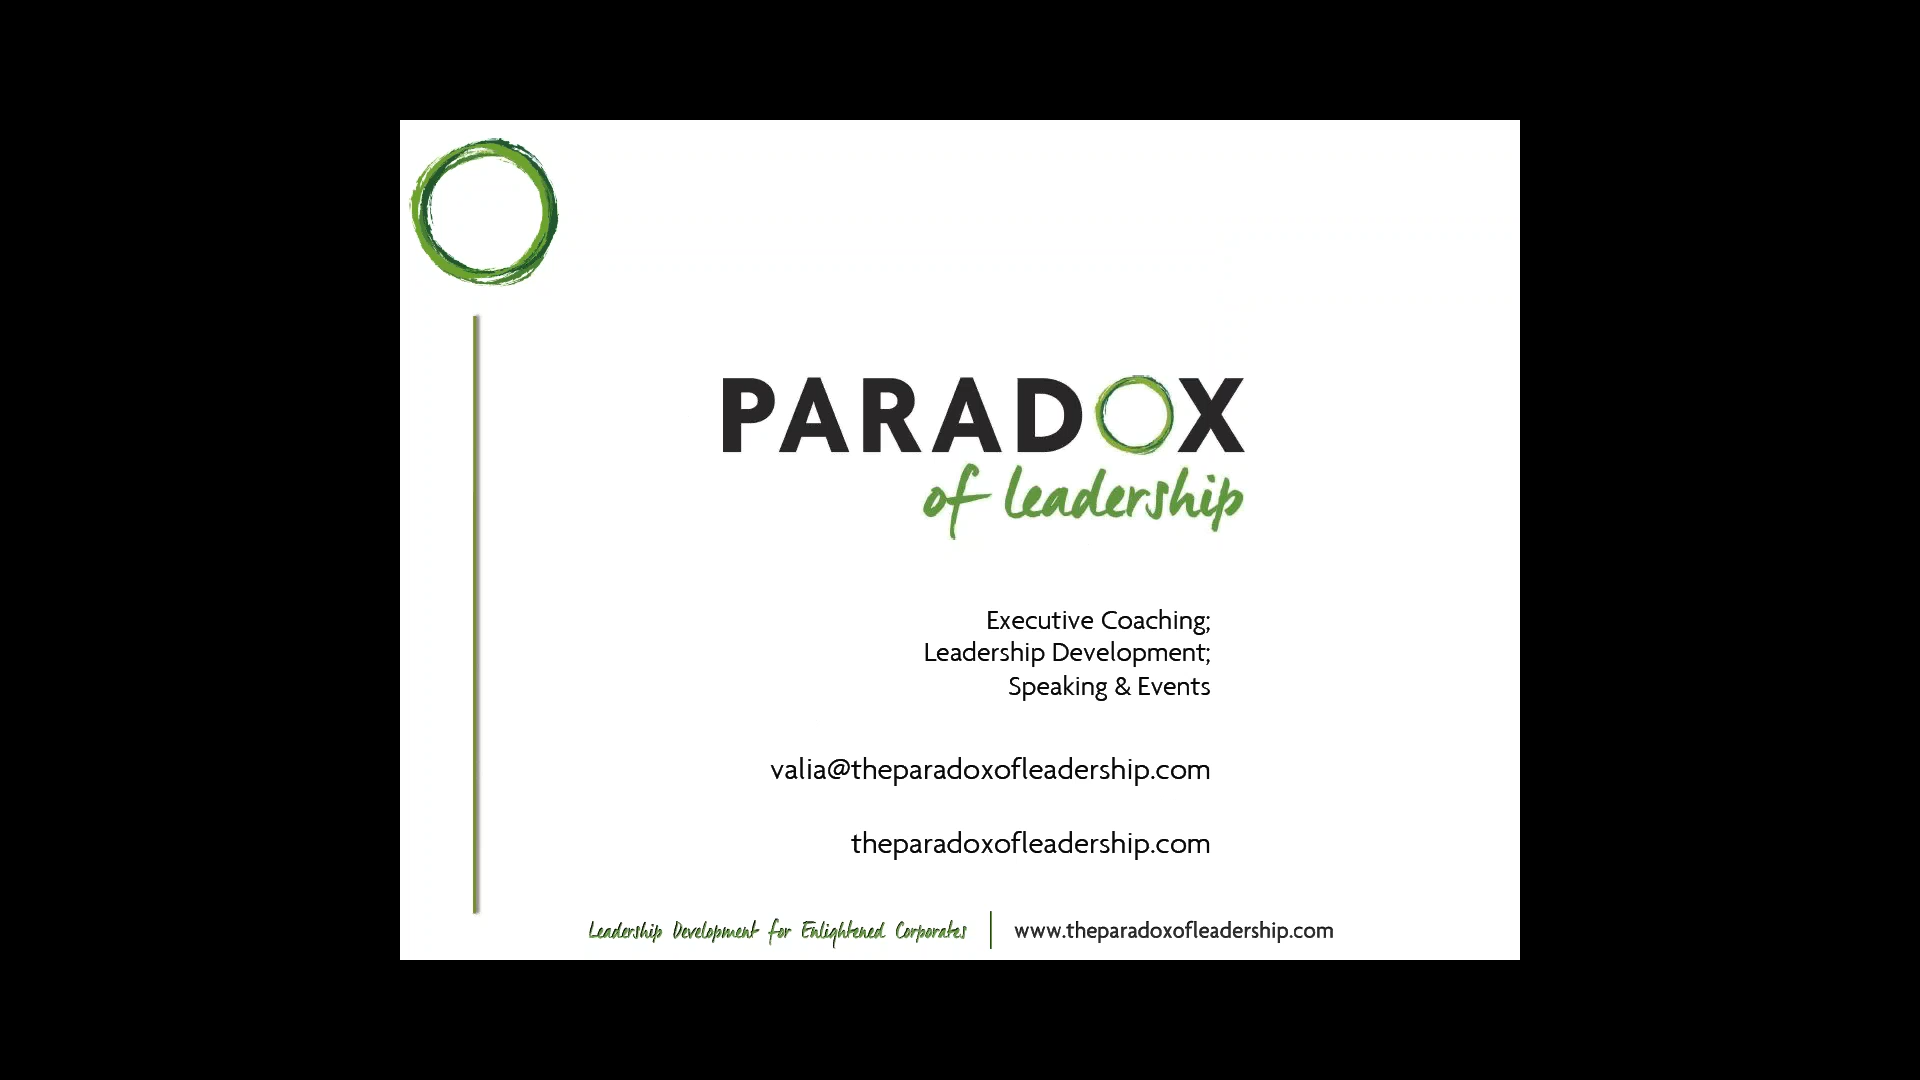 PARADOX
of leadership
Executive Coaching;
Leadership Development;
Speaking & Events
valia@theparadoxofleadership.com
theparadoxofleadership.com
Leadership Development for Enlightened Corporates
www.theparadoxofleadership.com